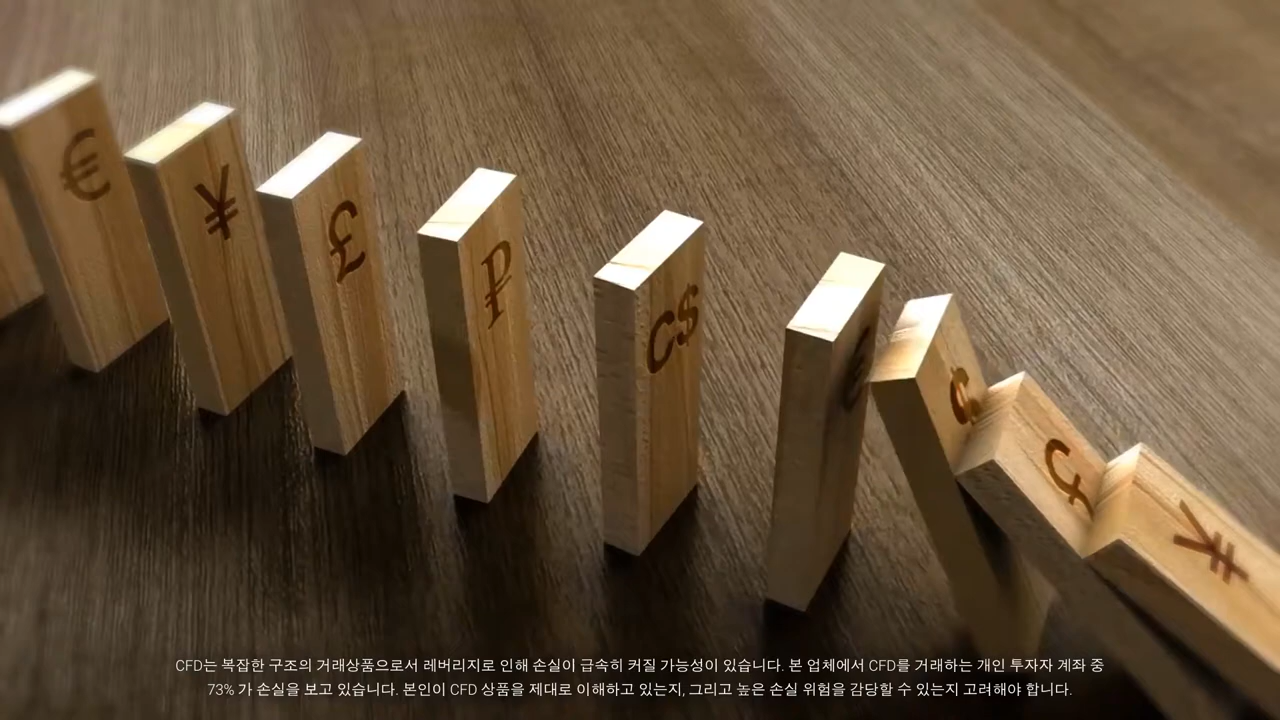 €
¥
£
₽
C$
¢
¥
CFD는 복잡한 구조의 거래상품으로서 레버리지로 인해 손실이 급속히 커질 가능성이 있습니다. 본 업체에서 CFD를 거래하는 개인 투자자 계좌 중
73% 가 손실을 보고 있습니다. 본인이 CFD 상품을 제대로 이해하고 있는지, 그리고 높은 손실 위험을 감당할 수 있는지 고려해야 합니다.